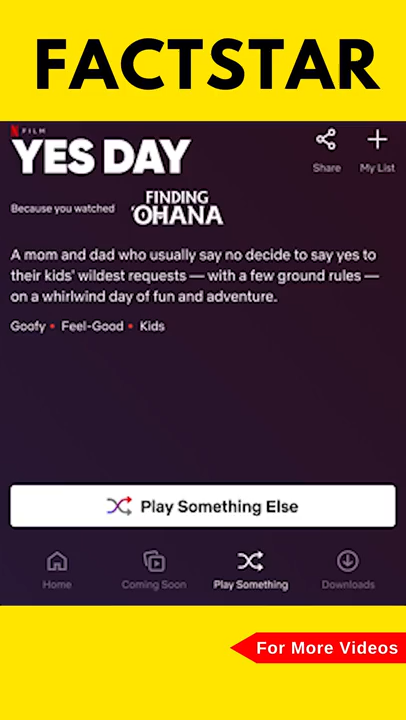 FACTSTAR
N FILM
YES DAY
Share
My List
Because you watched
FINDING
'OHANA
A mom and dad who usually say no decide to say yes to
their kids' wildest requests — with a few ground rules —
on a whirlwind day of fun and adventure.
Goofy • Feel-Good • Kids
Play Something Else
Home
Coming Soon
Play Something
Downloads
For More Videos